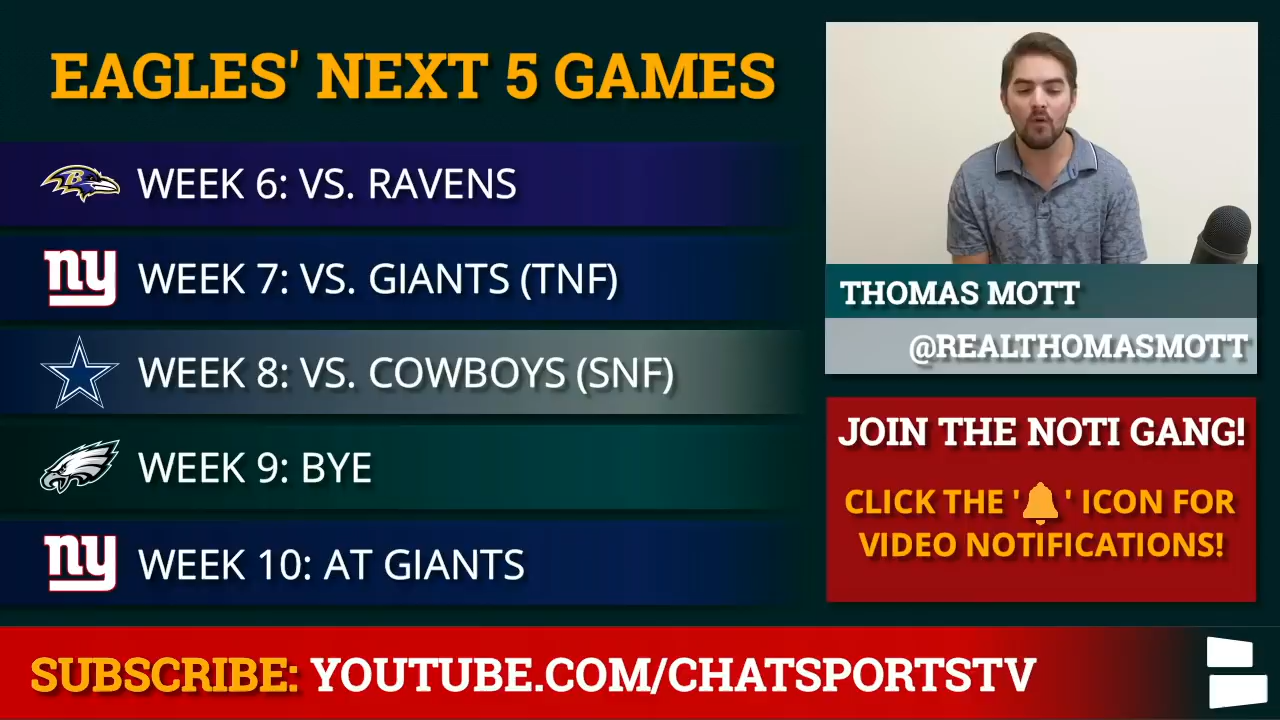 EAGLES' NEXT 5 GAMES
WEEK 6: VS. RAVENS
ny WEEK 7: VS. GIANTS (TNF)
WEEK 8: VS. COWBOYS (SNF)
WEEK 9: BYE
ny WEEK 10: AT GIANTS
THOMAS MOTT
@REALTHOMASMOTT
JOIN THE NOTI GANG!
CLICK THE '🔔' ICON FOR
VIDEO NOTIFICATIONS!
SUBSCRIBE: YOUTUBE.COM/CHATSPORTSTV